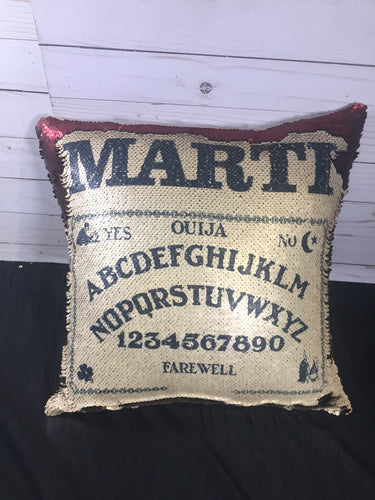 MARTI
YES OUIJA NO
ABCDEFGHIJKLM
NOPQRSTUVWXYZ
1234567890
FAREWELL